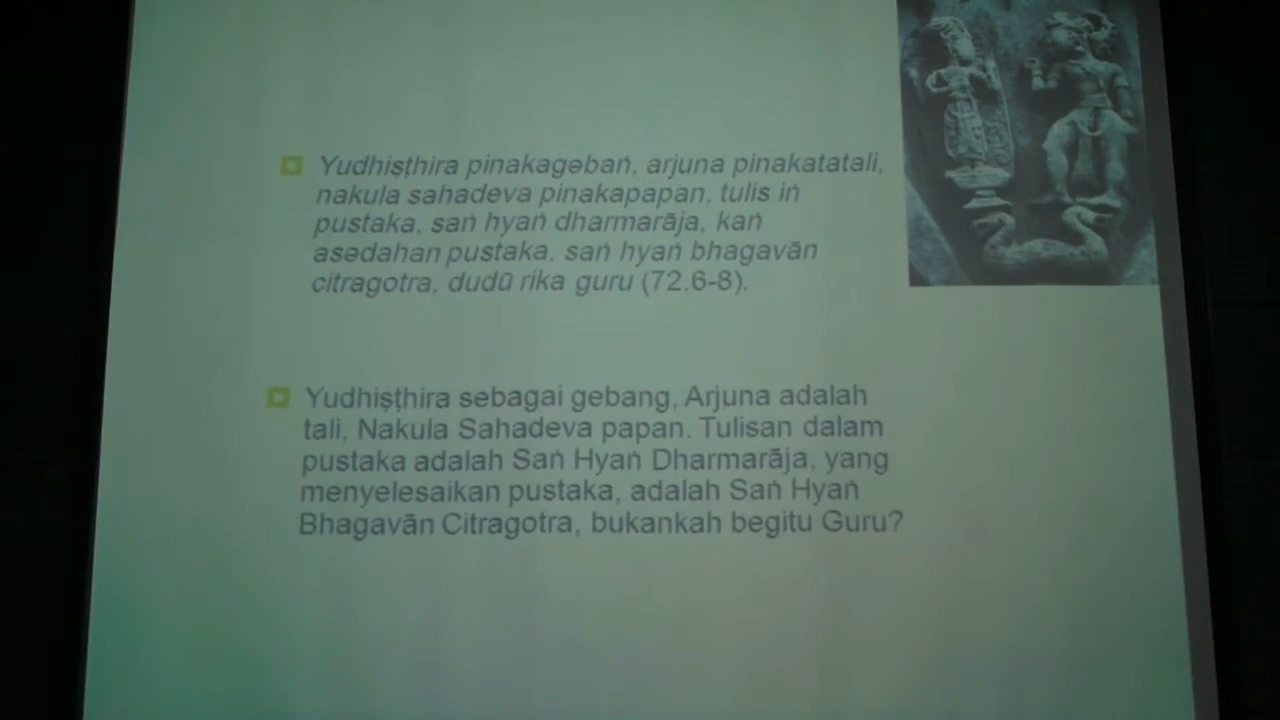 Yudhiṣṭhira pinakagəbaṅ, arjuna pinakatatali,
nakula sahadeva pinakapapan, tulis iṅ
pustaka, saṅ hyaṅ dharmarāja, kaṅ
asədahan pustaka, saṅ hyaṅ bhagavān
citragotra, dudū rika guru (72.6-8).
Yudhiṣṭhira sebagai gebang, Arjuna adalah
tali, Nakula Sahadeva papan. Tulisan dalam
pustaka adalah Saṅ Hyaṅ Dharmarāja, yang
menyelesaikan pustaka, adalah Saṅ Hyaṅ
Bhagavān Citragotra, bukankah begitu Guru?